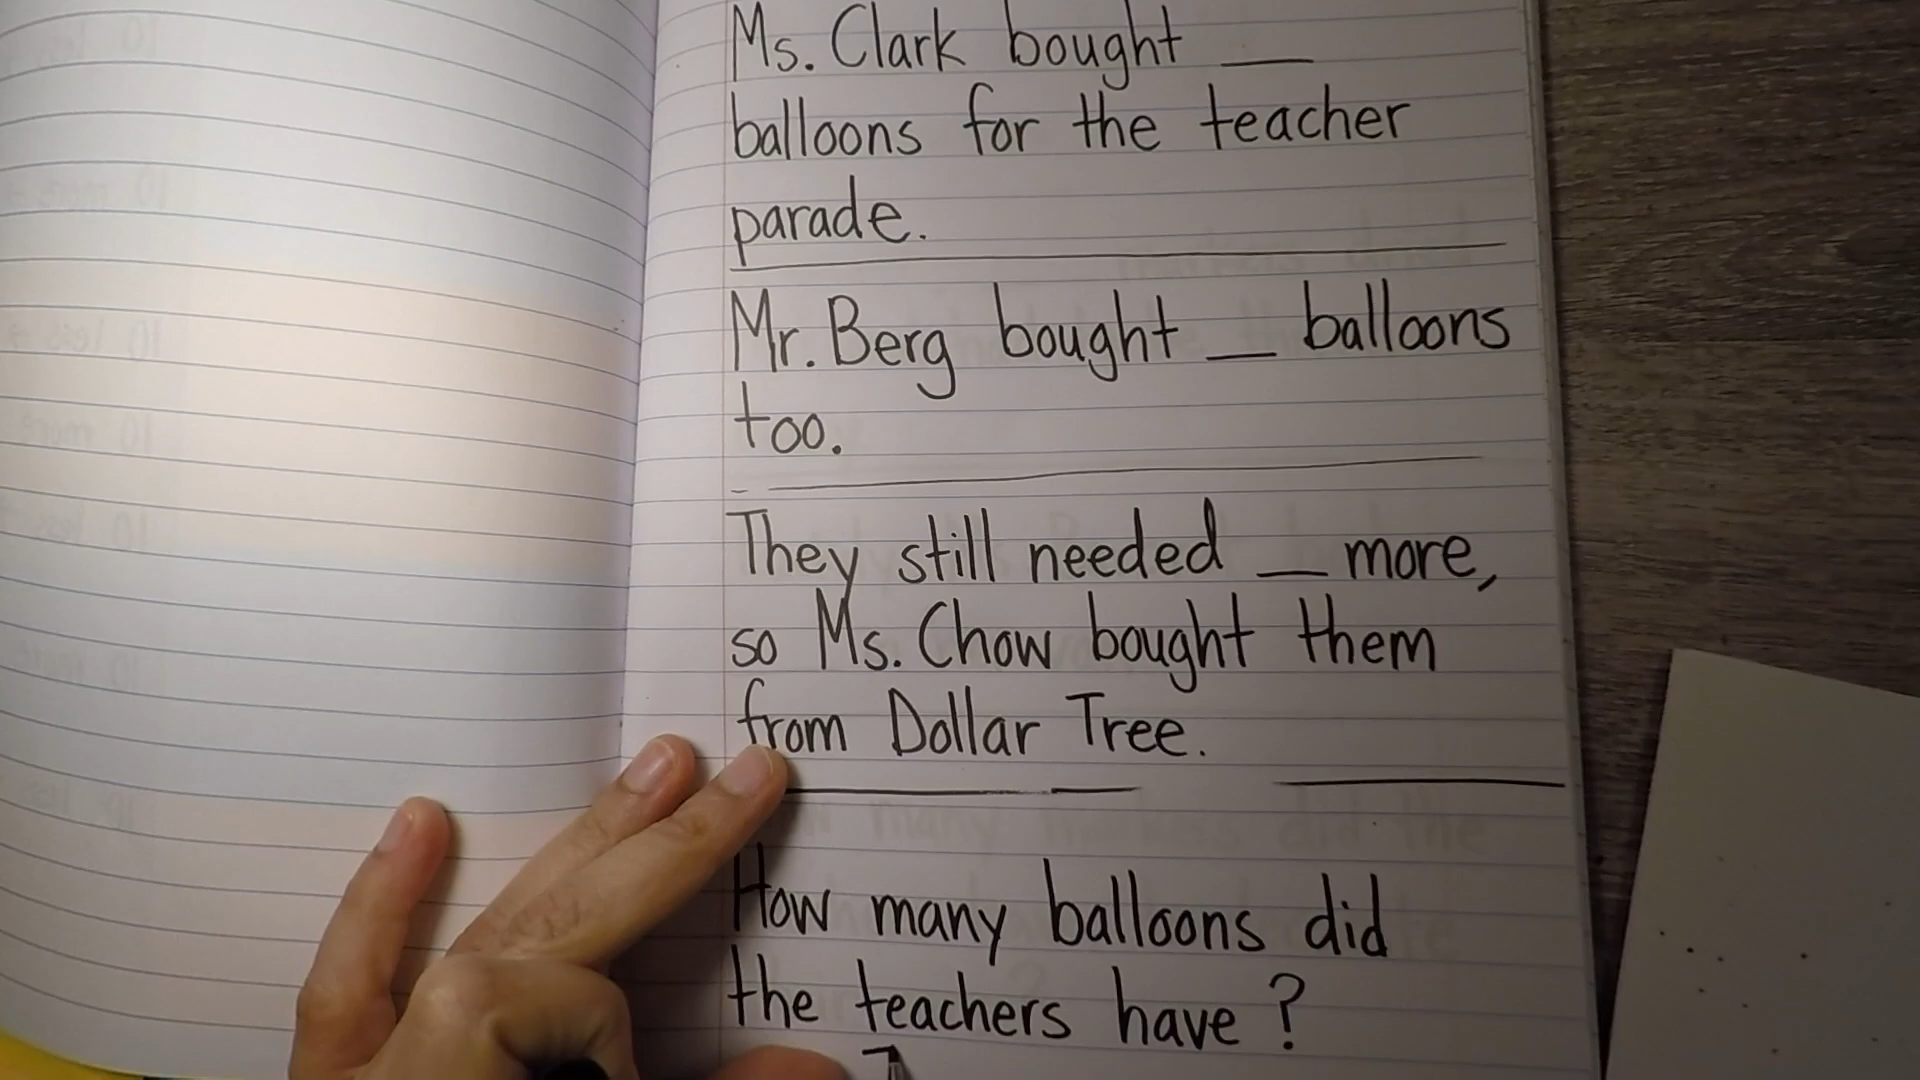 Ms. Clark bought ___
balloons for the teacher
parade.
Mr. Berg bought __ balloons
too.
They still needed __ more,
so Ms. Chow bought them
from Dollar Tree.
How many balloons did
the teachers have?